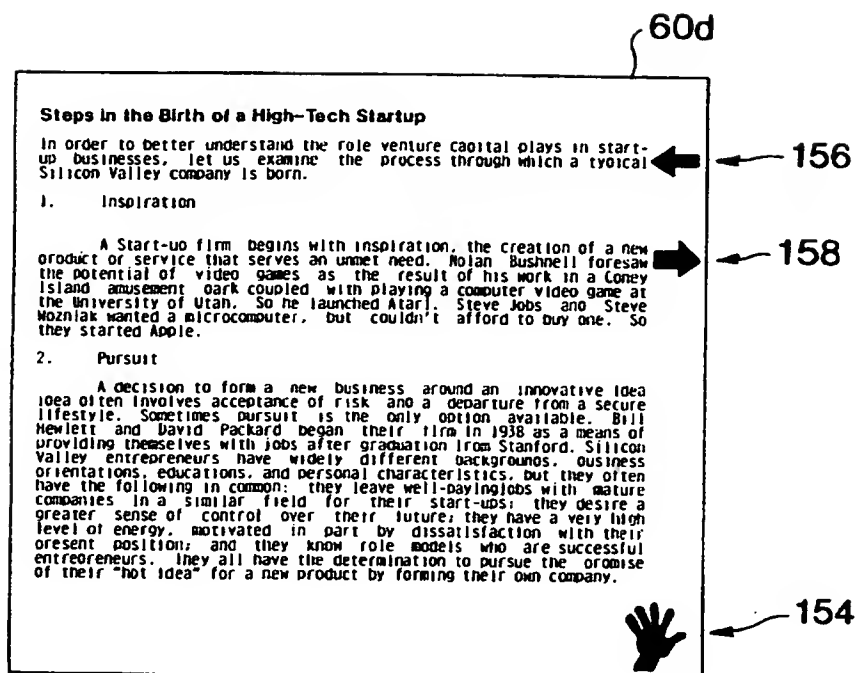 60d
Steps in the Birth of a High-Tech Startup
In order to better understand the role venture capital plays in start-
up businesses, let us examine the process through which a typical
Silicon Valley company is born.
156
1. Inspiration
A Start-up firm begins with inspiration, the creation of a new
product or service that serves an unmet need. Nolan Bushnell foresaw
158
the potential of video games as the result of his work in a Coney
Island amusement park coupled with playing a computer video game at
the University of Utah. So he launched Atari. Steve Jobs and Steve
Wozniak wanted a microcomputer, but couldn't afford to buy one. So
they started Apple.
2. Pursuit
A decision to form a new business around an innovative idea
idea often involves acceptance of risk and a departure from a secure
lifestyle. Sometimes pursuit is the only option available. Bill
Hewlett and David Packard began their firm in 1938 as a means of
providing themselves with jobs after graduation from Stanford. Silicon
Valley entrepreneurs have widely different backgrounds, business
orientations, educations, and personal characteristics, but they often
have the following in common: they leave well-payingjobs with mature
companies in a similar field for their start-ups; they desire a
greater sense of control over their future; they have a very high
level of energy, motivated in part by dissatisfaction with their
present position; and they know role models who are successful
entrepreneurs. They all have the determination to pursue the promise
of their "hot idea" for a new product by forming their own company.
154